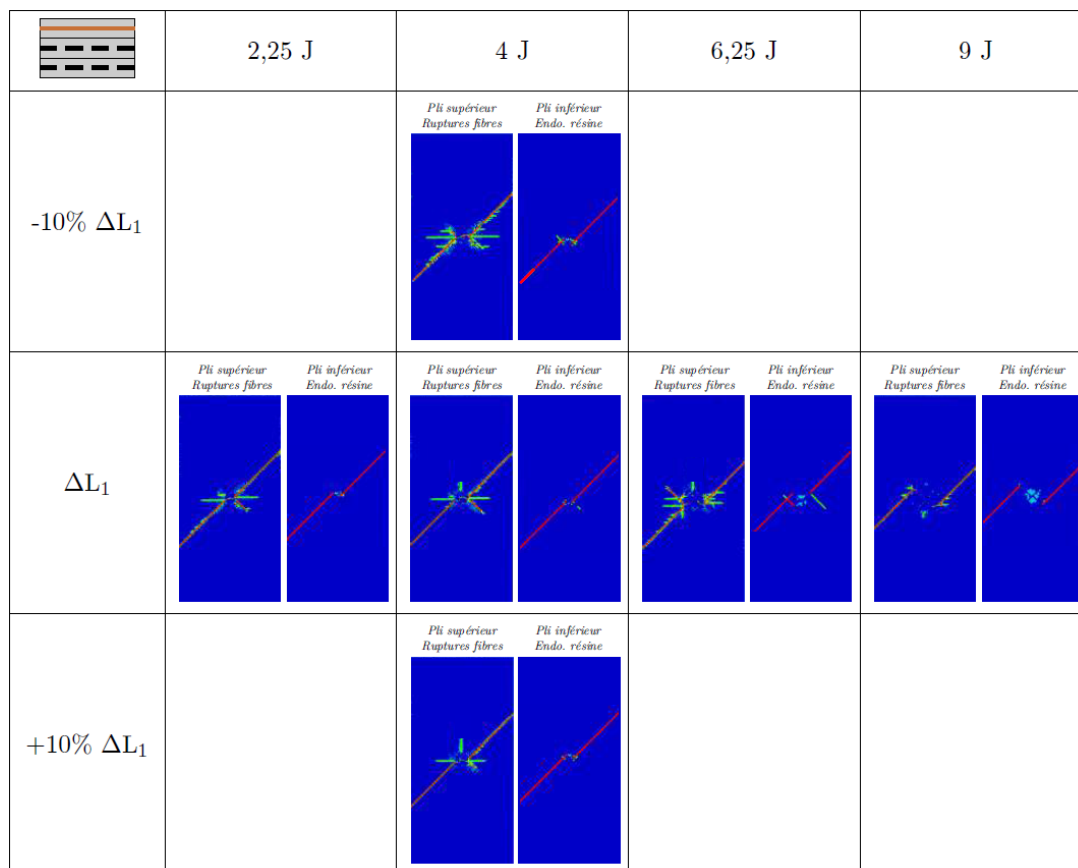 2,25 J
4 J
6,25 J
9 J
-10% ΔL₁
Pli supérieur
Ruptures fibres
Pli inférieur
Endo. résine
ΔL₁
Pli supérieur
Ruptures fibres
Pli inférieur
Endo. résine
Pli supérieur
Ruptures fibres
Pli inférieur
Endo. résine
Pli supérieur
Ruptures fibres
Pli inférieur
Endo. résine
Pli supérieur
Ruptures fibres
Pli inférieur
Endo. résine
+10% ΔL₁
Pli supérieur
Ruptures fibres
Pli inférieur
Endo. résine